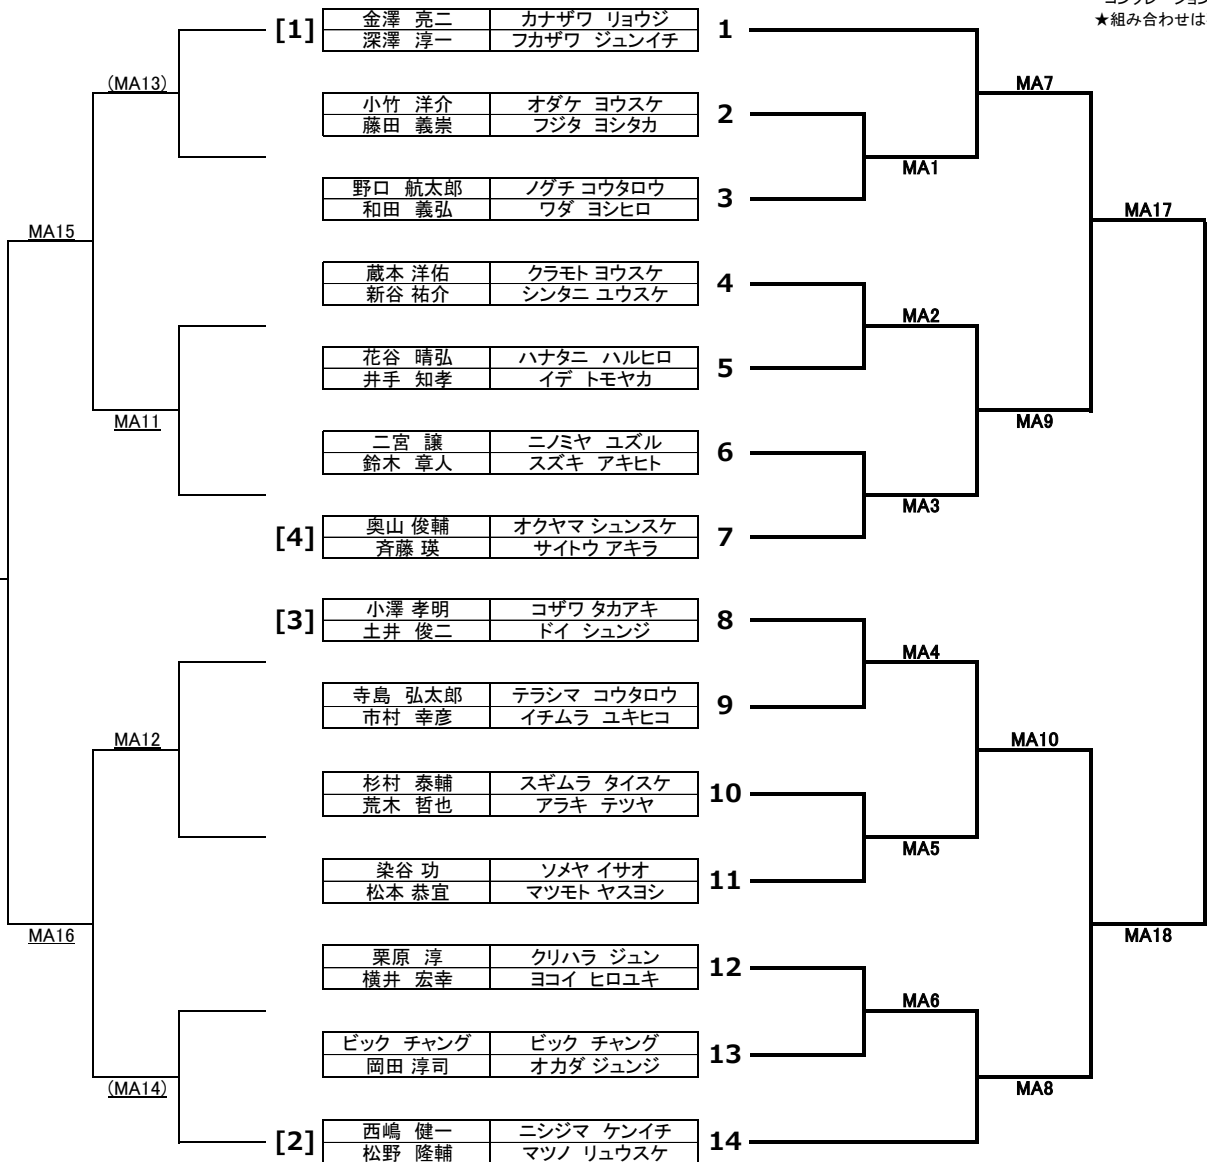 コンソレーション
★組み合わせは
[1] 金澤 亮二 カナザワ リョウジ 1
深澤 淳一 フカザワ ジュンイチ
(MA13) MA7
小竹 洋介 オダケ ヨウスケ 2
藤田 義崇 フジタ ヨシタカ
MA1
野口 航太郎 ノグチ コウタロウ 3
和田 義弘 ワダ ヨシヒロ
MA15 MA17
蔵本 洋佑 クラモト ヨウスケ 4
新谷 祐介 シンタニ ユウスケ
MA2
花谷 晴弘 ハナタニ ハルヒロ 5
井手 知孝 イデ トモヤカ
MA11 MA9
二宮 譲 ニノミヤ ユズル 6
鈴木 章人 スズキ アキヒト
MA3
[4] 奥山 俊輔 オクヤマ シュンスケ 7
斉藤 瑛 サイトウ アキラ
[3] 小澤 孝明 コザワ タカアキ 8
土井 俊二 ドイ シュンジ
MA4
寺島 弘太郎 テラシマ コウタロウ 9
市村 幸彦 イチムラ ユキヒコ
MA12 MA10
杉村 泰輔 スギムラ タイスケ 10
荒木 哲也 アラキ テツヤ
MA5
染谷 功 ソメヤ イサオ 11
松本 恭宜 マツモト ヤスヨシ
MA16 MA18
栗原 淳 クリハラ ジュン 12
横井 宏幸 ヨコイ ヒロユキ
MA6
ビック チャング ビック チャング 13
岡田 淳司 オカダ ジュンジ
(MA14) MA8
[2] 西嶋 健一 ニシジマ ケンイチ 14
松野 隆輔 マツノ リュウスケ